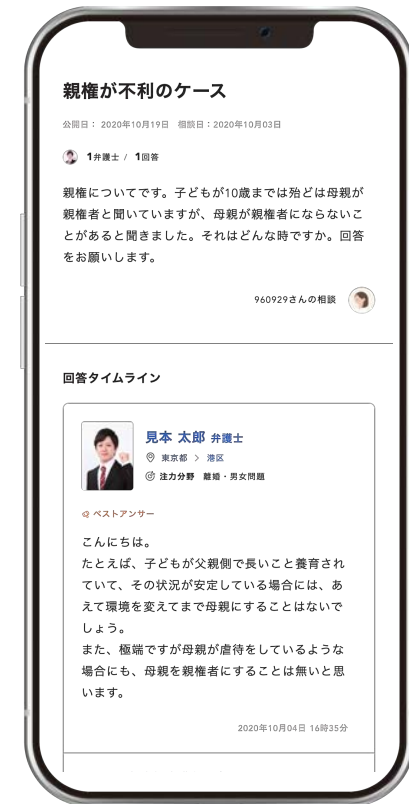 親権が不利のケース
公開日： 2020年10月19日 相談日：2020年10月03日
1弁護士 / 1回答
親権についてです。子どもが10歳までは殆どは母親が
親権者と聞いていますが、母親が親権者にならないこ
とがあると聞きました。それはどんな時ですか。回答
をお願いします。
960929さんの相談
回答タイムライン
見本 太郎 弁護士
東京都 > 港区
注力分野 離婚・男女問題
ベストアンサー
こんにちは。
たとえば、子どもが父親側で長いこと養育され
ていて、その状況が安定している場合には、あ
えて環境を変えてまで母親にすることはないで
しょう。
また、極端ですが母親が虐待をしているような
場合にも、母親を親権者にすることは無いと思
います。
2020年10月04日 16時35分